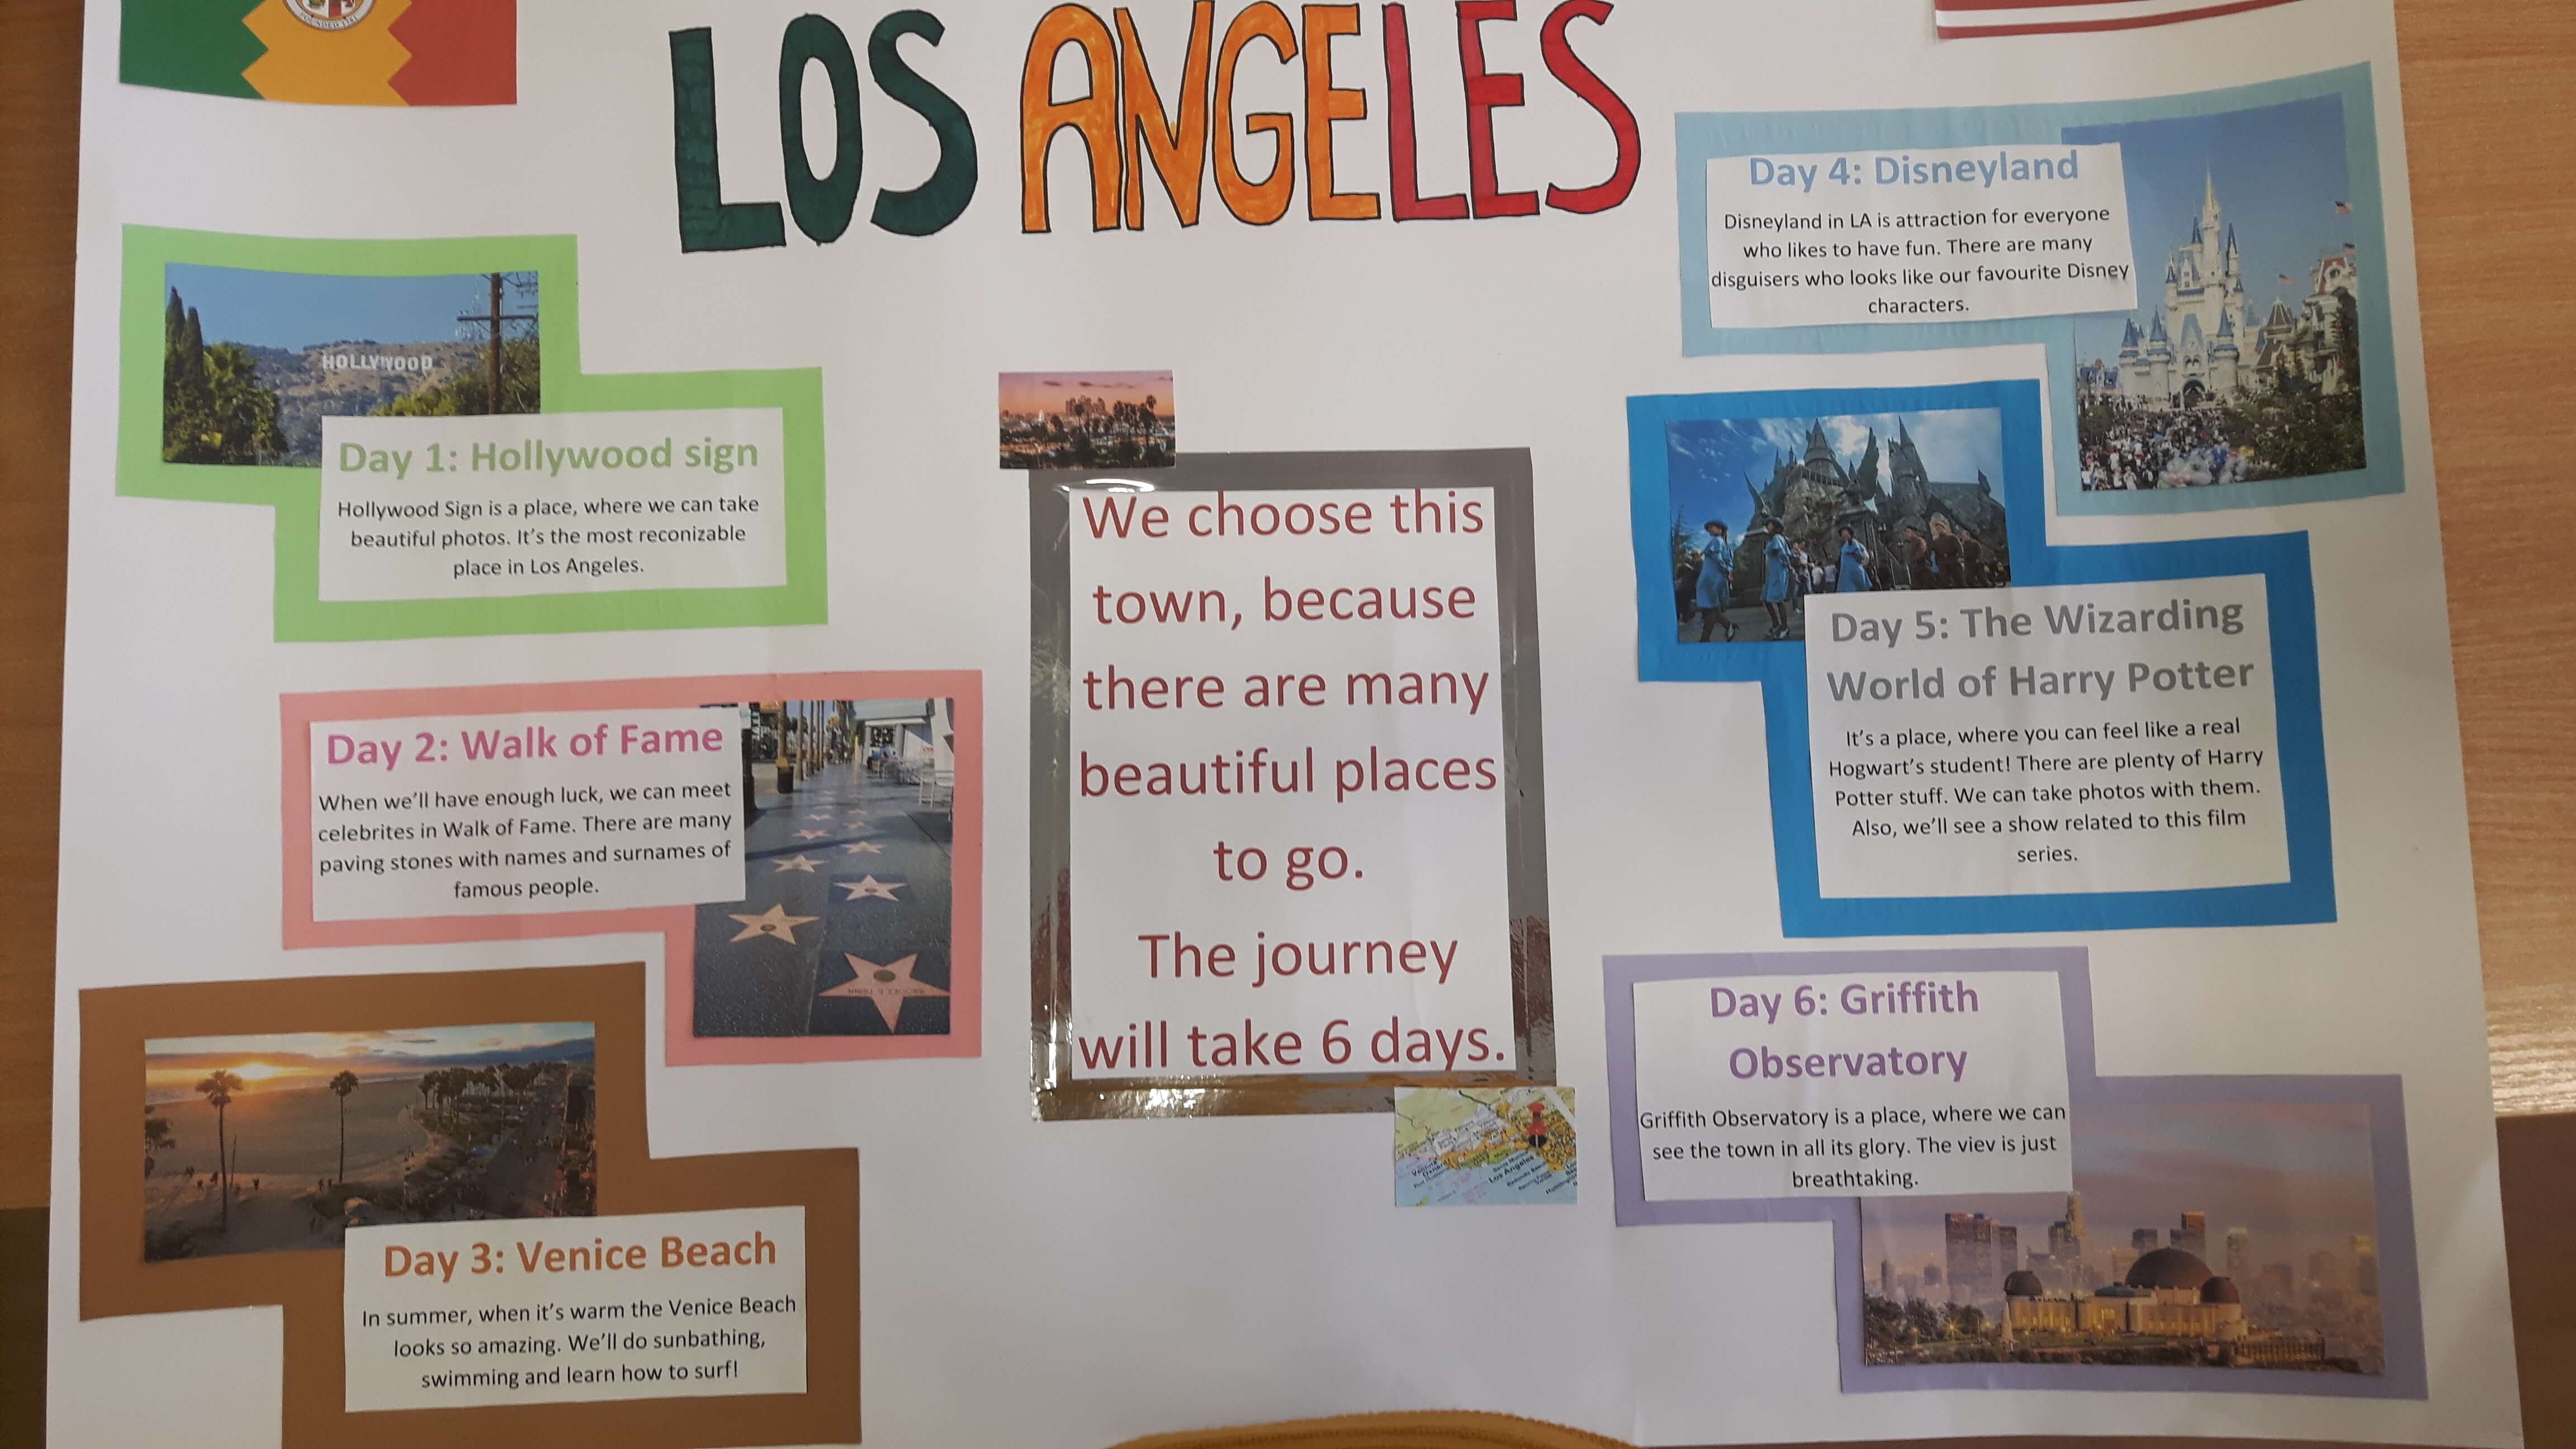 FOUNDED 1781
LOS ANGELES
HOLLYWOOD
Day 1: Hollywood sign
Hollywood Sign is a place, where we can take
beautiful photos. It's the most reconizable
place in Los Angeles.
Day 2: Walk of Fame
When we'll have enough luck, we can meet
celebrites in Walk of Fame. There are many
paving stones with names and surnames of
famous people.
Day 3: Venice Beach
In summer, when it's warm the Venice Beach
looks so amazing. We'll do sunbathing,
swimming and learn how to surf!
We choose this
town, because
there are many
beautiful places
to go.
The journey
will take 6 days.
Los Angeles
Day 4: Disneyland
Disneyland in LA is attraction for everyone
who likes to have fun. There are many
disguisers who looks like our favourite Disney
characters.
Day 5: The Wizarding
World of Harry Potter
It's a place, where you can feel like a real
Hogwart's student! There are plenty of Harry
Potter stuff. We can take photos with them.
Also, we'll see a show related to this film
series.
Day 6: Griffith
Observatory
Griffith Observatory is a place, where we can
see the town in all its glory. The viev is just
breathtaking.